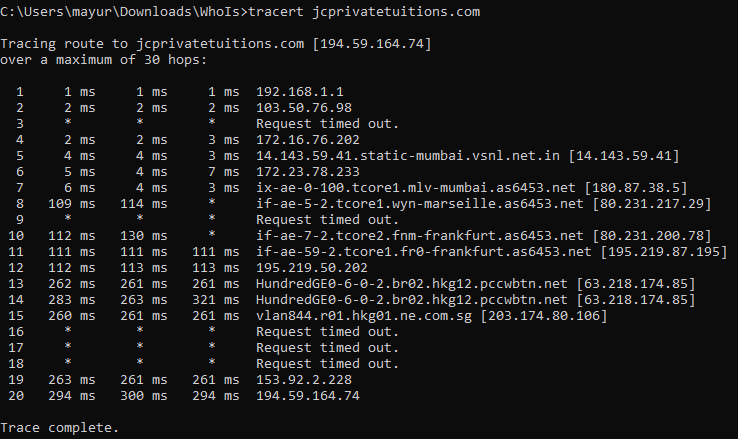 C:\Users\mayur\Downloads\WhoIs>tracert jcprivatetuitions.com
Tracing route to jcprivatetuitions.com [194.59.164.74]
over a maximum of 30 hops:
1 1 ms 1 ms 1 ms 192.168.1.1
2 2 ms 2 ms 2 ms 103.50.76.98
3 * * * Request timed out.
4 2 ms 2 ms 3 ms 172.16.76.202
5 4 ms 4 ms 3 ms 14.143.59.41.static-mumbai.vsnl.net.in [14.143.59.41]
6 5 ms 4 ms 7 ms 172.23.78.233
7 6 ms 4 ms 3 ms ix-ae-0-100.tcore1.mlv-mumbai.as6453.net [180.87.38.5]
8 109 ms 114 ms * if-ae-5-2.tcore1.wyn-marseille.as6453.net [80.231.217.29]
9 * * * Request timed out.
10 112 ms 130 ms * if-ae-7-2.tcore2.fnm-frankfurt.as6453.net [80.231.200.78]
11 111 ms 111 ms 111 ms if-ae-59-2.tcore1.fr0-frankfurt.as6453.net [195.219.87.195]
12 112 ms 113 ms 113 ms 195.219.50.202
13 262 ms 261 ms 261 ms HundredGE0-6-0-2.br02.hkg12.pccwbtn.net [63.218.174.85]
14 283 ms 263 ms 321 ms HundredGE0-6-0-2.br02.hkg12.pccwbtn.net [63.218.174.85]
15 260 ms 261 ms 261 ms vlan844.r01.hkg01.ne.com.sg [203.174.80.106]
16 * * * Request timed out.
17 * * * Request timed out.
18 * * * Request timed out.
19 263 ms 261 ms 261 ms 153.92.2.228
20 294 ms 300 ms 294 ms 194.59.164.74
Trace complete.